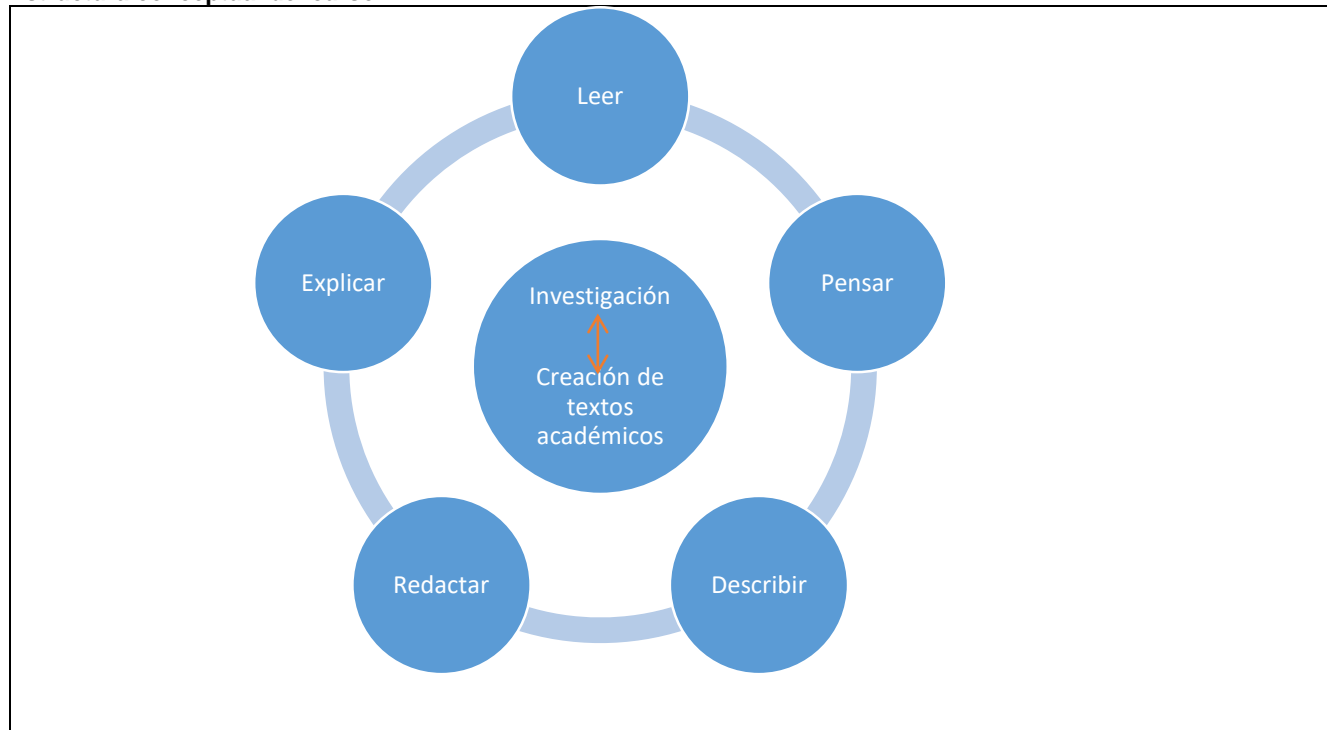 Leer
Explicar
Pensar
Investigación
Creación de
textos
académicos
Redactar
Describir